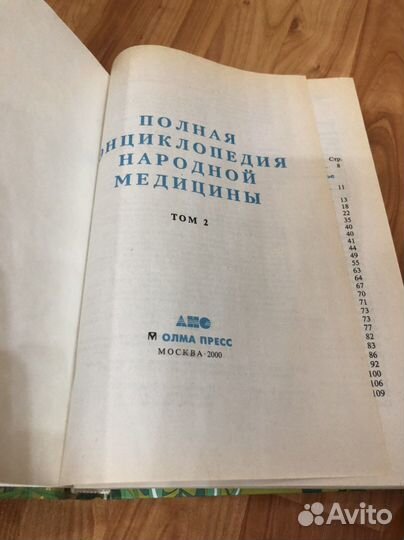 ПОЛНАЯ
ЭНЦИКЛОПЕДИЯ
НАРОДНОЙ
МЕДИЦИНЫ
ТОМ 2
АНС
ОЛМА ПРЕСС
МОСКВА·2000
Стр.
8
11
13
18
22
35
40
40
41
44
49
55
63
64
67
70
71
73
73
77
82
83
86
92
100
106
109
Avito